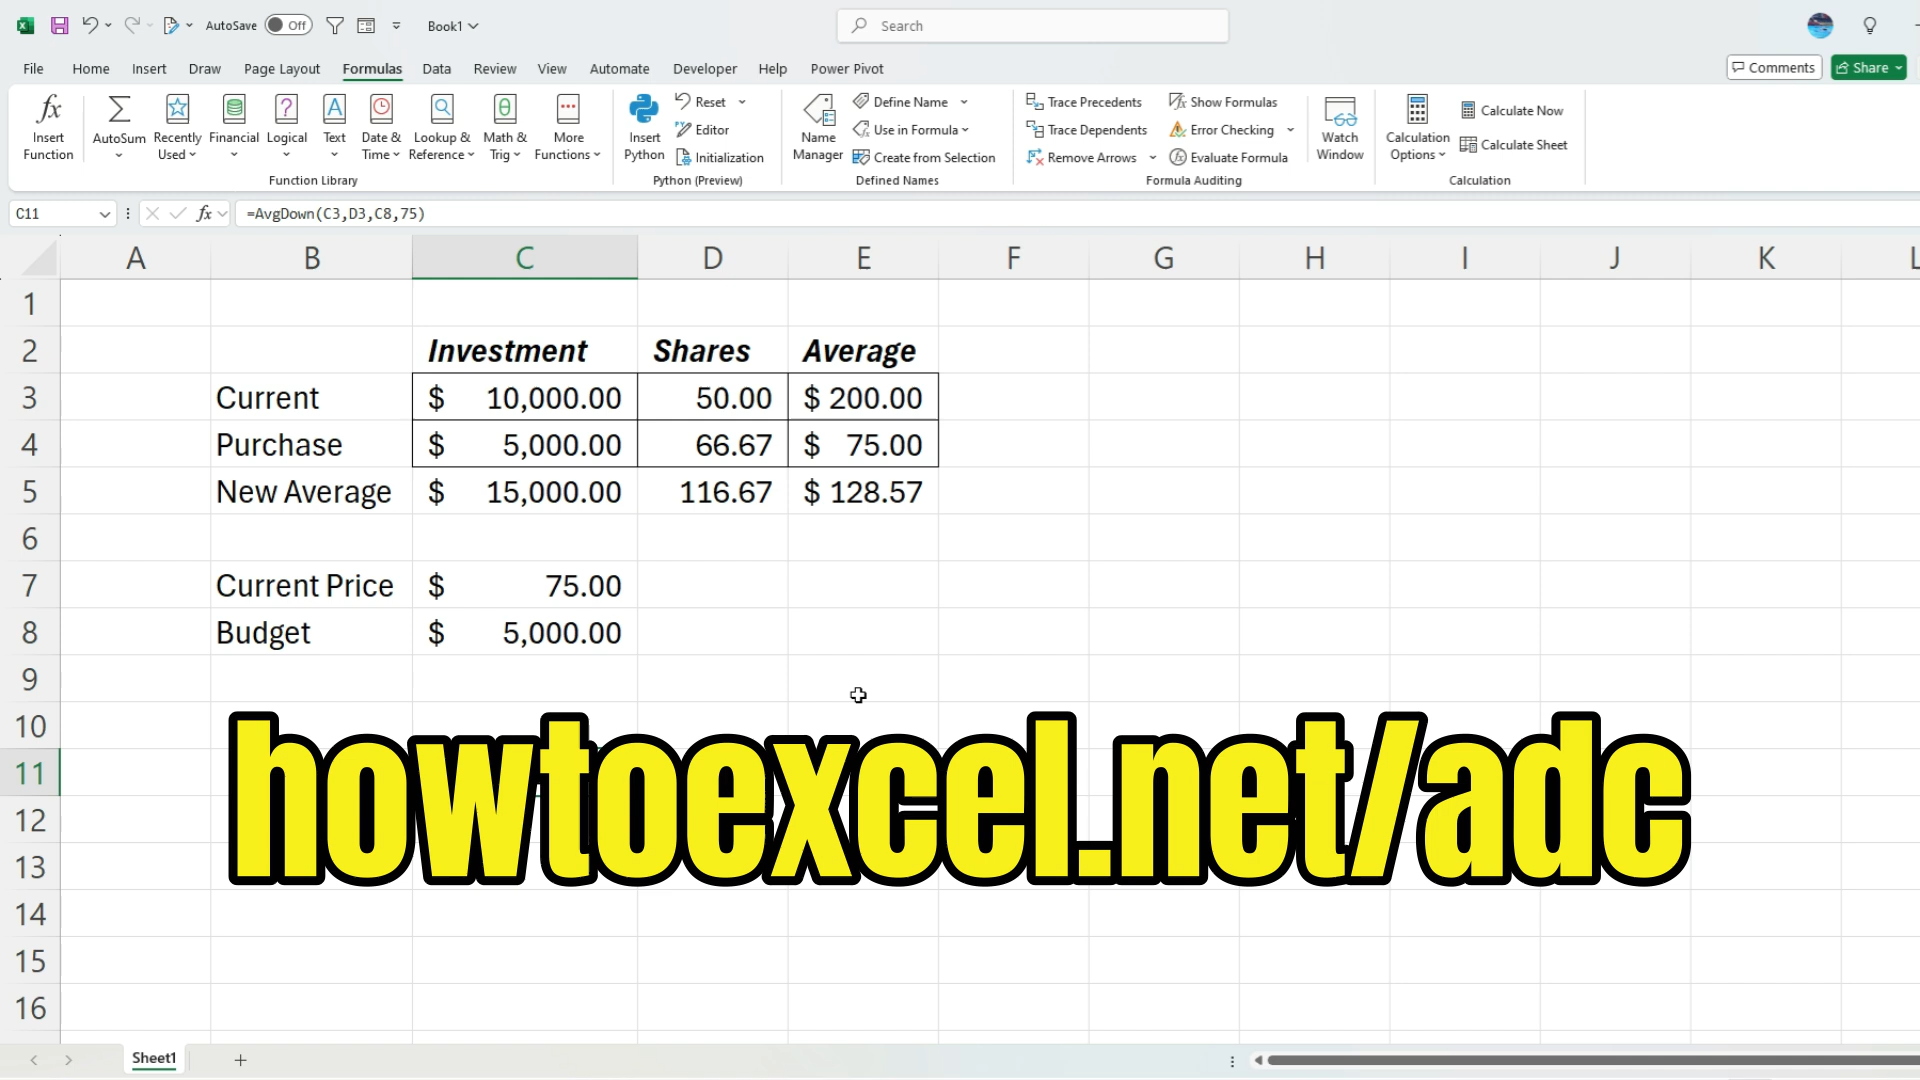 AutoSave Off Book1 Search
File Home Insert Draw Page Layout Formulas Data Review View Automate Developer Help Power Pivot Comments Share
Insert Function
AutoSum
Recently Used
Financial
Logical
Text
Date & Time
Lookup & Reference
Math & Trig
More Functions
Function Library
Insert Python
Reset
Editor
Initialization
Python (Preview)
Name Manager
Define Name
Use in Formula
Create from Selection
Defined Names
Trace Precedents
Trace Dependents
Remove Arrows
Show Formulas
Error Checking
Evaluate Formula
Formula Auditing
Watch Window
Calculation Options
Calculate Now
Calculate Sheet
Calculation
C11 fx =AvgDown(C3,D3,C8,75)
A B C D E F G H I J K L
1
2 Investment Shares Average
3 Current $ 10,000.00 50.00 $ 200.00
4 Purchase $ 5,000.00 66.67 $ 75.00
5 New Average $ 15,000.00 116.67 $ 128.57
6
7 Current Price $ 75.00
8 Budget $ 5,000.00
9
10
11
12
13
14
15
16
howtoexcel.net/adc
Sheet1